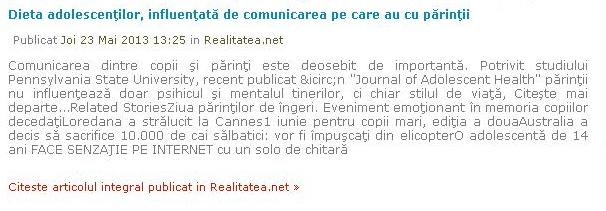 Dieta adolescenţilor, influenţată de comunicarea pe care au cu părinţii
Publicat Joi 23 Mai 2013 13:25 in Realitatea.net
Comunicarea dintre copii şi părinţi este deosebit de importantă. Potrivit studiului
Pennsylvania State University, recent publicat &icirc;n "Journal of Adolescent Health" părinţii
nu influenţează doar psihicul şi mentalul tinerilor, ci chiar stilul de viaţă, Citeşte mai
departe...Related StoriesZiua părinţilor de îngeri. Eveniment emoţionant în memoria copiilor
decedaţiLoredana a strălucit la Cannes1 iunie pentru copii mari, ediţia a douaAustralia a
decis să sacrifice 10.000 de cai sălbatici: vor fi împuşcaţi din elicopterO adolescentă de 14
ani FACE SENZAŢIE PE INTERNET cu un solo de chitară
Citeste articolul integral publicat in Realitatea.net »